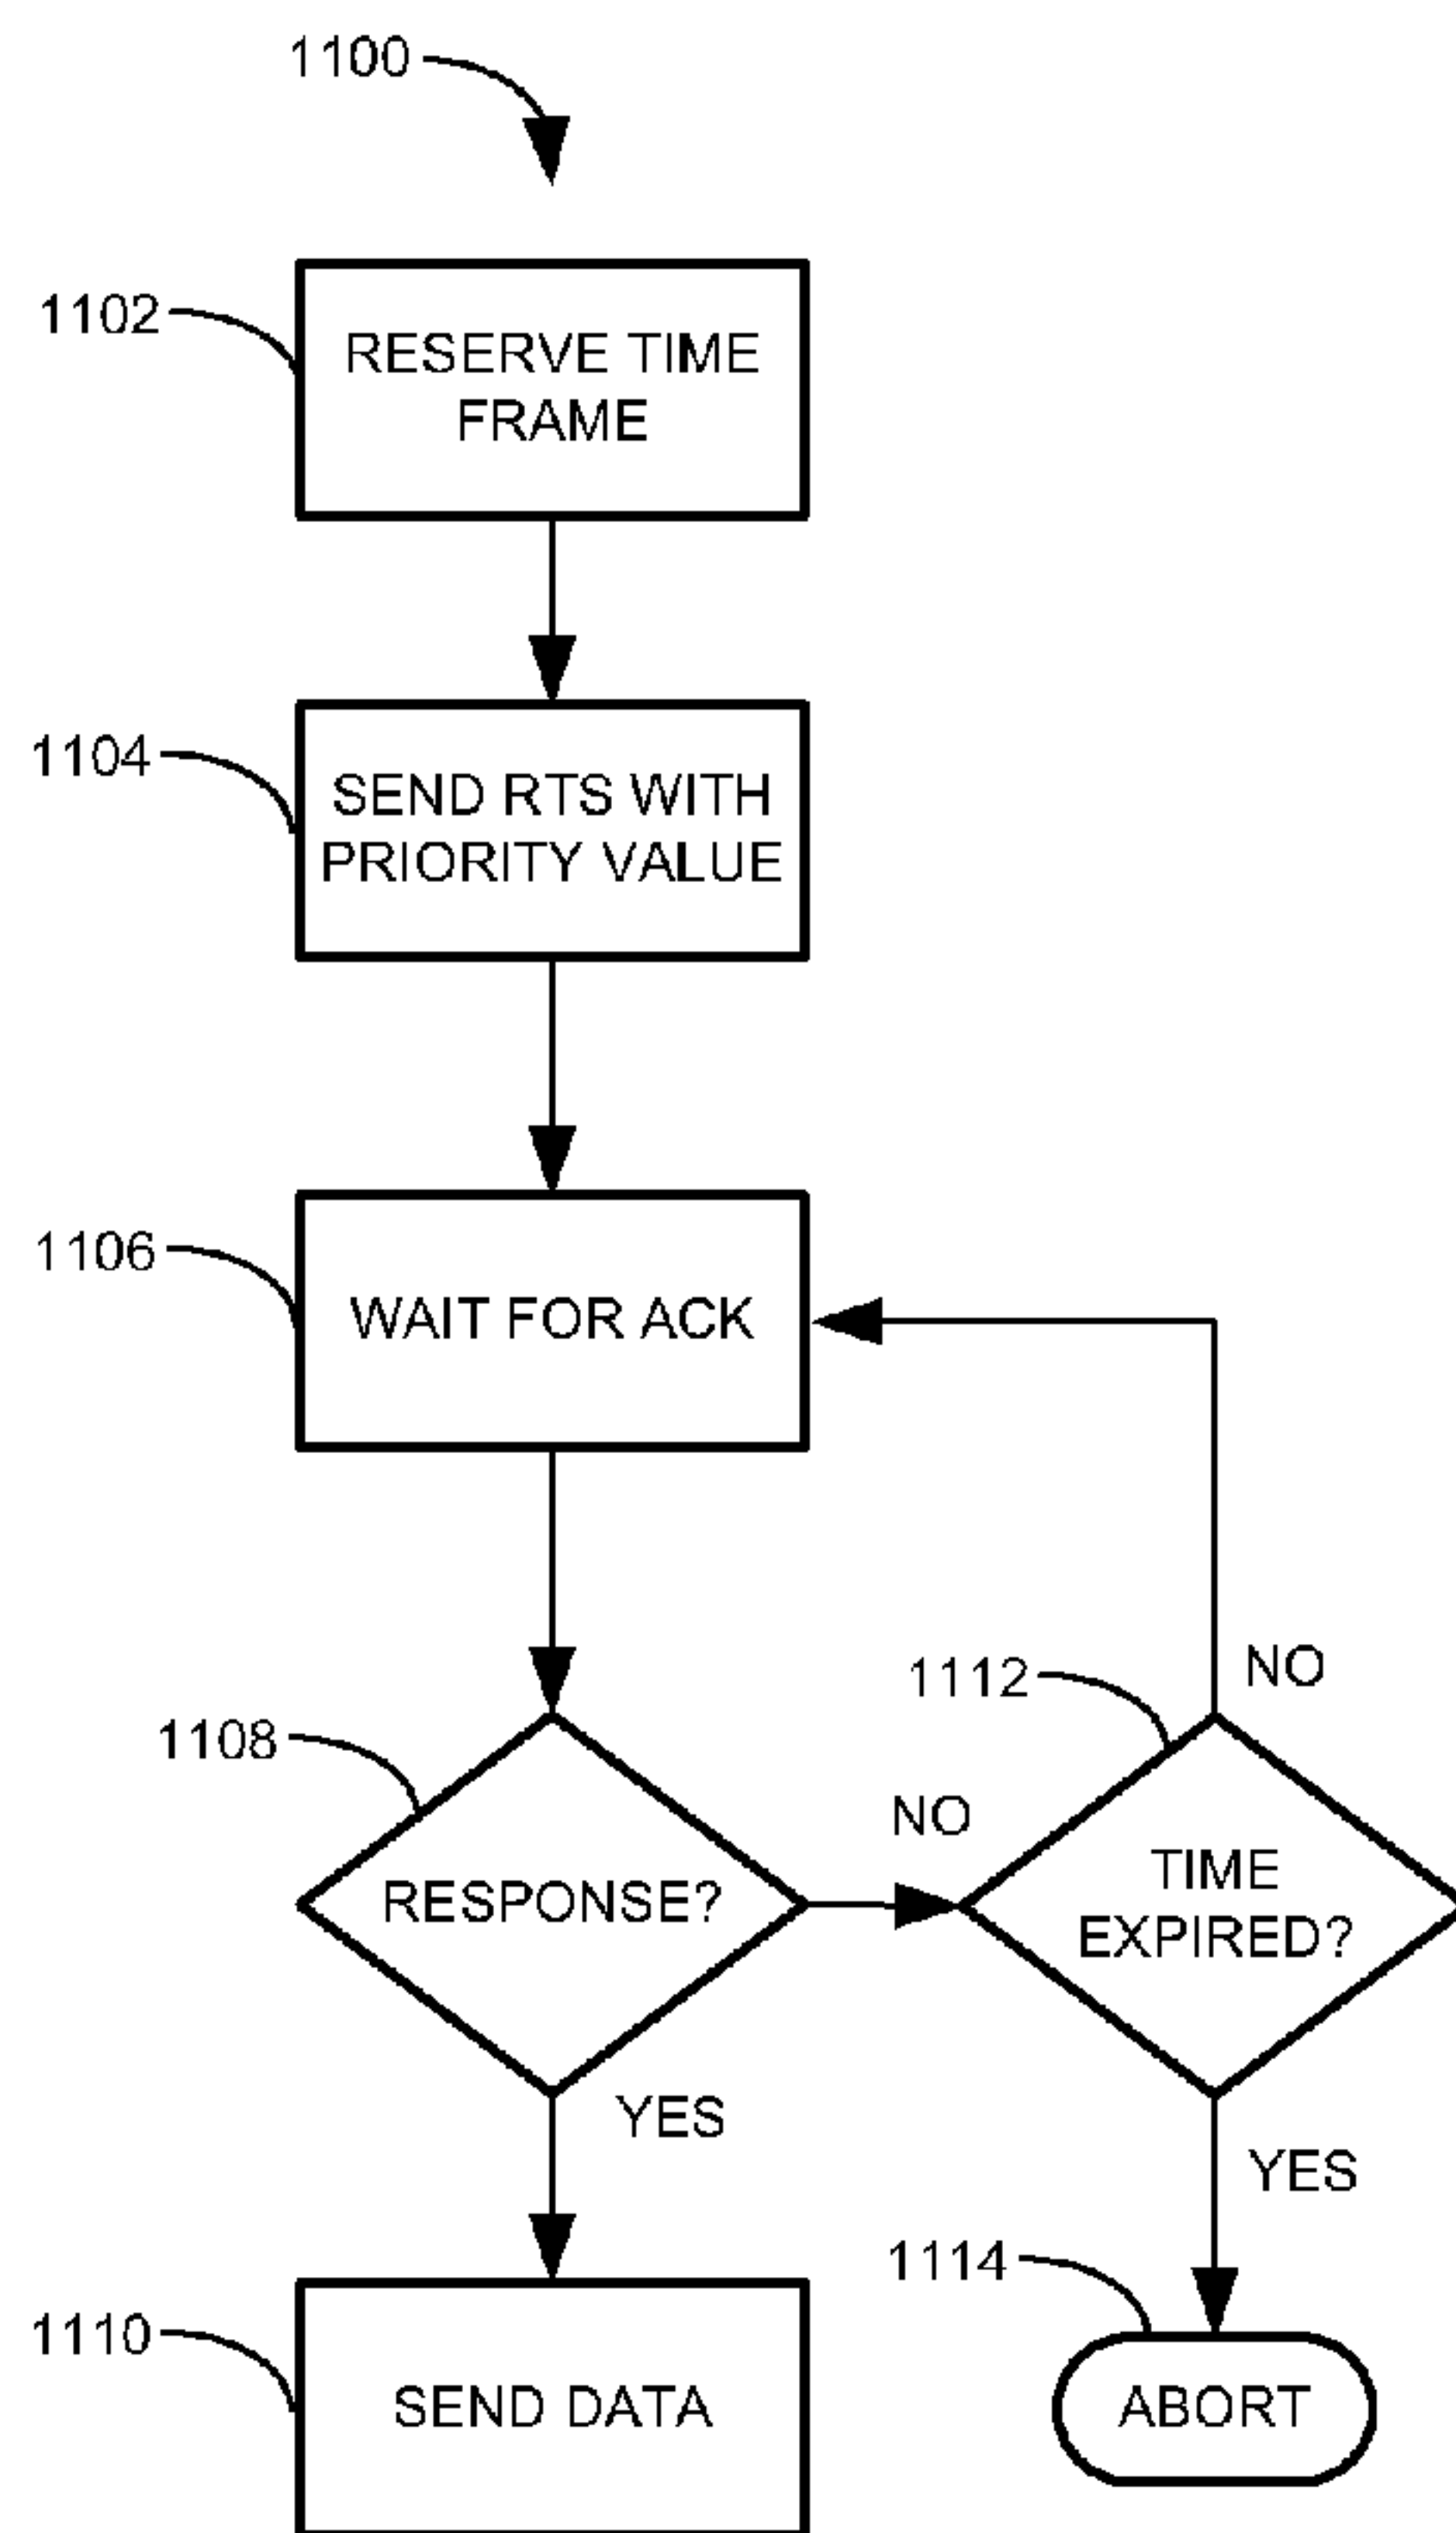 1100
1102
RESERVE TIME
FRAME
1104
SEND RTS WITH
PRIORITY VALUE
1106
WAIT FOR ACK
1108
RESPONSE?
NO
YES
1112
NO
TIME
EXPIRED?
YES
1110
SEND DATA
1114
ABORT